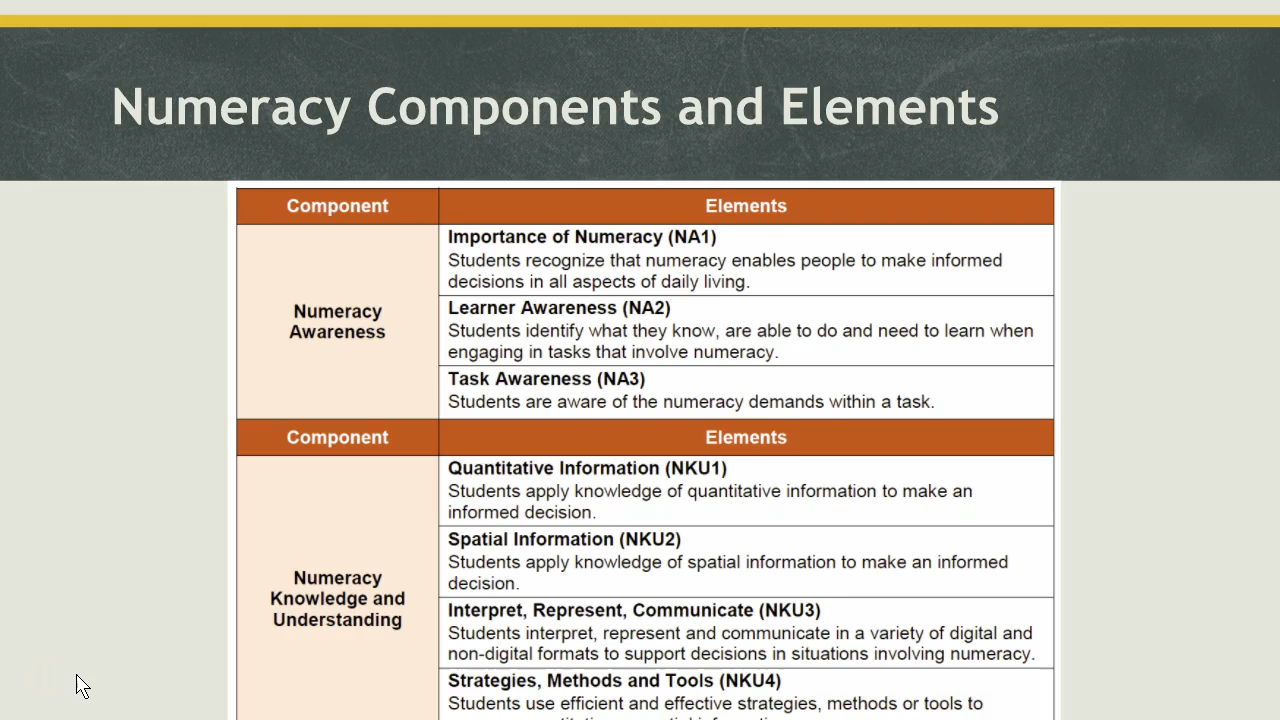 Numeracy Components and Elements
Component
Elements
Numeracy
Awareness
Importance of Numeracy (NA1)
Students recognize that numeracy enables people to make informed
decisions in all aspects of daily living.
Learner Awareness (NA2)
Students identify what they know, are able to do and need to learn when
engaging in tasks that involve numeracy.
Task Awareness (NA3)
Students are aware of the numeracy demands within a task.
Component
Elements
Numeracy
Knowledge and
Understanding
Quantitative Information (NKU1)
Students apply knowledge of quantitative information to make an
informed decision.
Spatial Information (NKU2)
Students apply knowledge of spatial information to make an informed
decision.
Interpret, Represent, Communicate (NKU3)
Students interpret, represent and communicate in a variety of digital and
non-digital formats to support decisions in situations involving numeracy.
Strategies, Methods and Tools (NKU4)
Students use efficient and effective strategies, methods or tools to